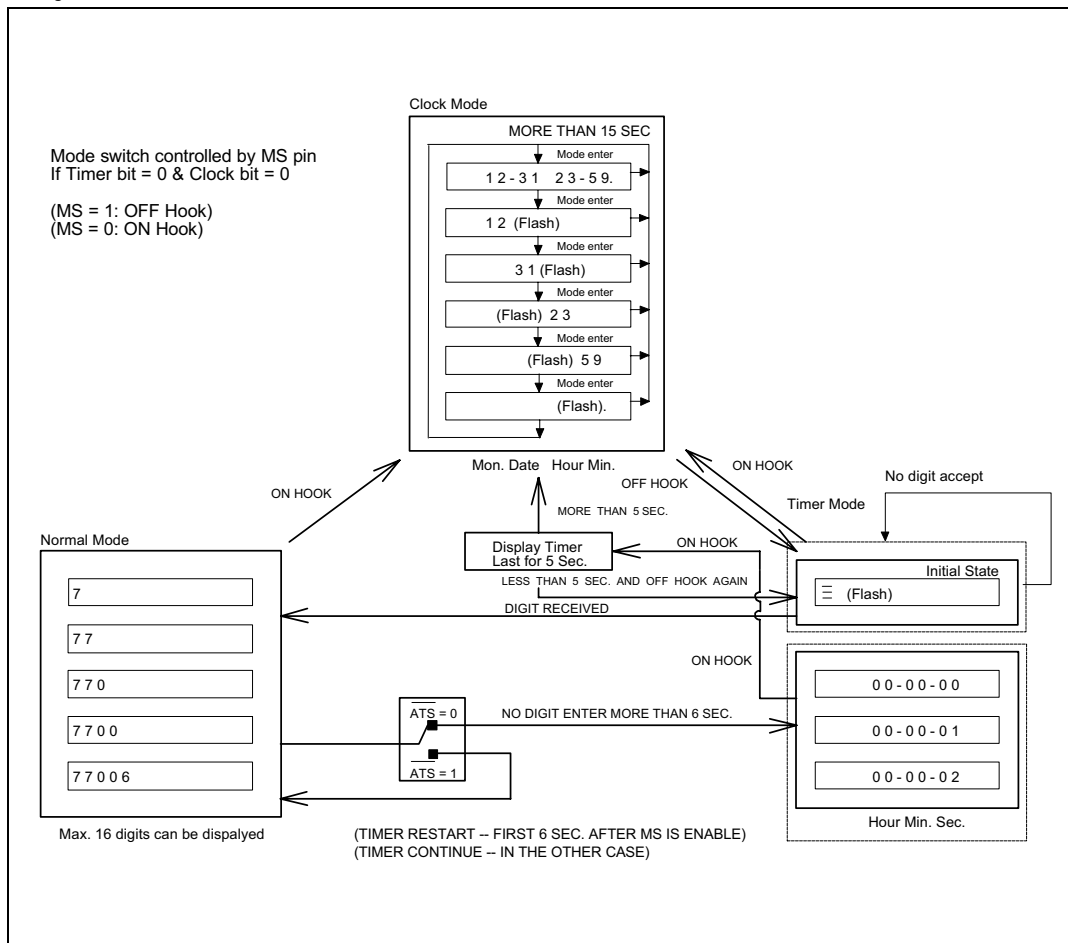 Clock Mode
MORE THAN 15 SEC
Mode switch controlled by MS pin
If Timer bit = 0 & Clock bit = 0
(MS = 1: OFF Hook)
(MS = 0: ON Hook)
Mode enter
1 2 - 3 1 2 3 - 5 9.
Mode enter
1 2 (Flash)
Mode enter
3 1 (Flash)
Mode enter
(Flash) 2 3
Mode enter
(Flash) 5 9
Mode enter
(Flash).
Mon. Date Hour Min.
ON HOOK
OFF HOOK
ON HOOK
No digit accept
Timer Mode
MORE THAN 5 SEC.
Normal Mode
Display Timer
Last for 5 Sec.
ON HOOK
Initial State
(Flash)
LESS THAN 5 SEC. AND OFF HOOK AGAIN
DIGIT RECEIVED
7
7 7
7 7 0
7 7 0 0
7 7 0 0 6
ON HOOK
ATS = 0
NO DIGIT ENTER MORE THAN 6 SEC.
ATS = 1
0 0 - 0 0 - 0 0
0 0 - 0 0 - 0 1
0 0 - 0 0 - 0 2
Hour Min. Sec.
Max. 16 digits can be dispalyed
(TIMER RESTART -- FIRST 6 SEC. AFTER MS IS ENABLE)
(TIMER CONTINUE -- IN THE OTHER CASE)